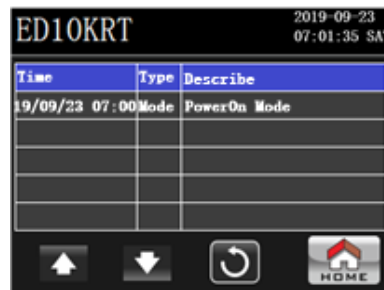 ED10KRT
2019-09-23
07:01:35 SAT
Time Type Describe
19/09/23 07:00 Mode PowerOn Mode
HOME